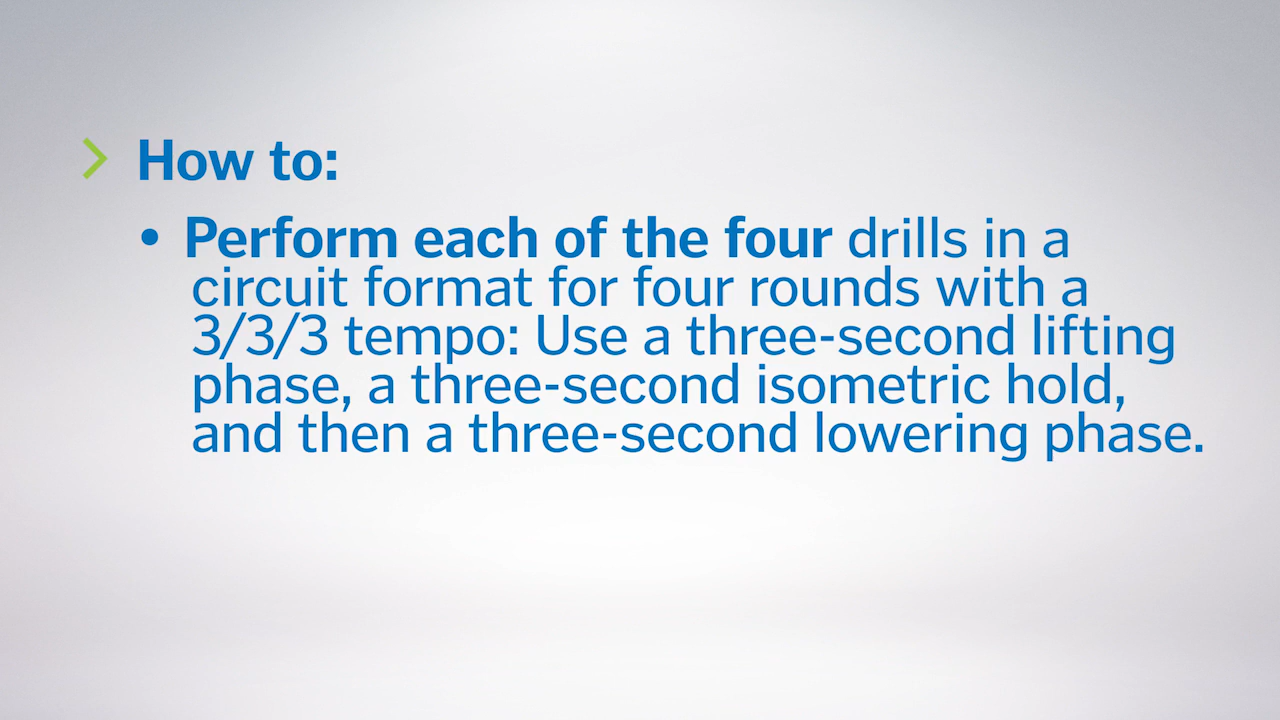 How to:
• Perform each of the four drills in a
circuit format for four rounds with a
3/3/3 tempo: Use a three-second lifting
phase, a three-second isometric hold,
and then a three-second lowering phase.